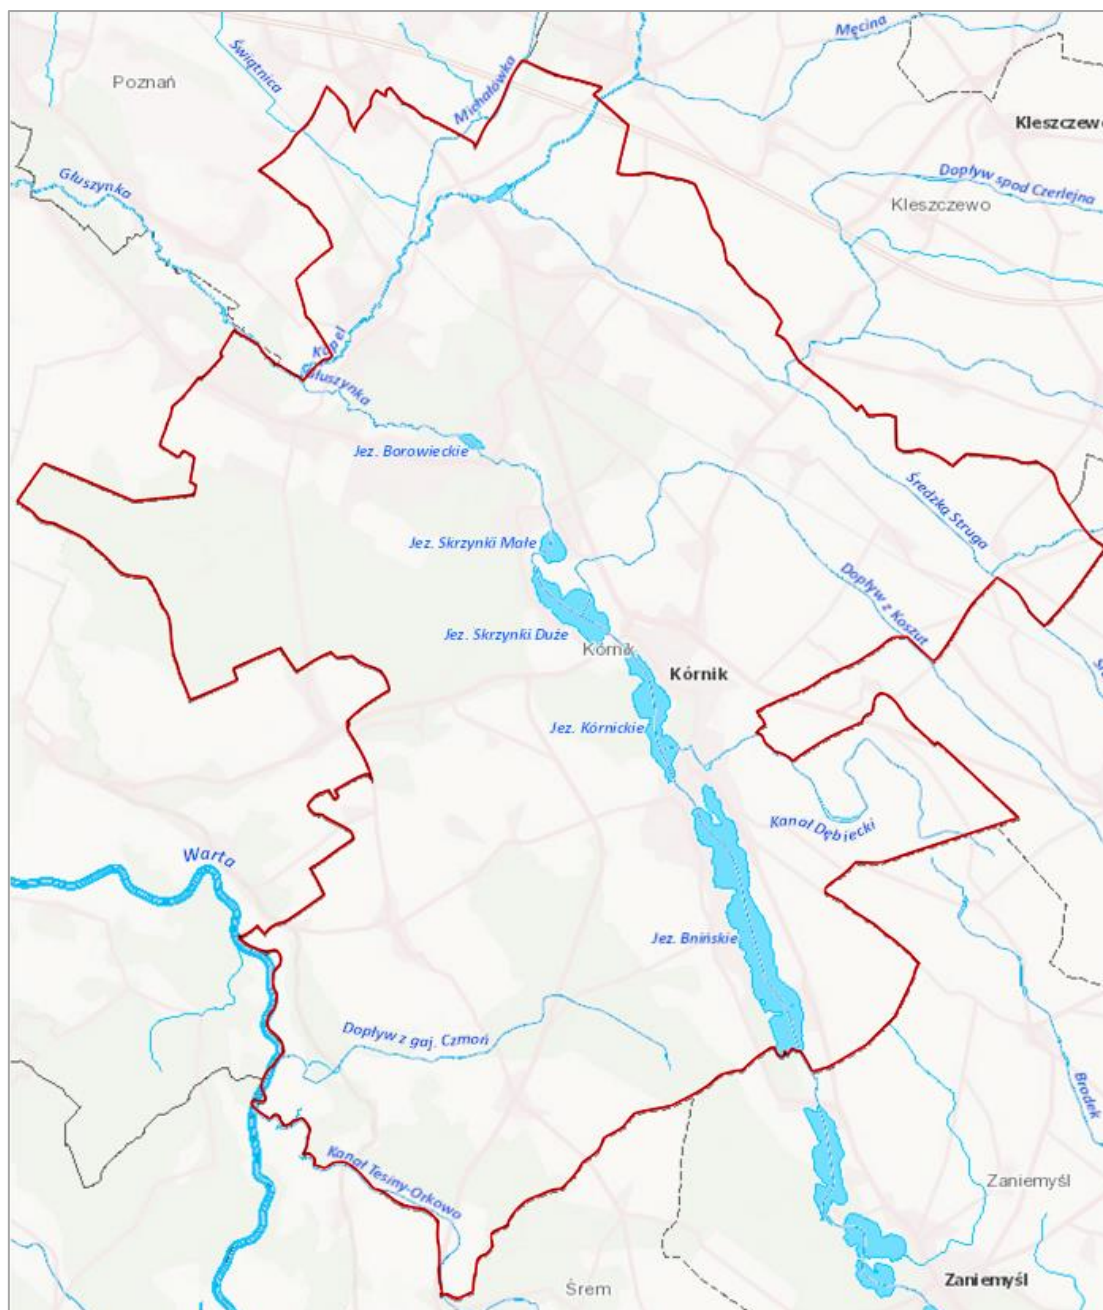 Męcina
Świątnica
Michałówka
Poznań
Kleszczewo
Głuszynka
Dopływ spod Czerlejna
Kleszczewo
Kopel
Głuszynka
Jez. Borowieckie
Średzka Struga
Jez. Skrzynki Małe
Dopływ z Koszut
Jez. Skrzynki Duże
Kórnik
Kórnik
Jez. Kórnickie
Kanał Dębiecki
Warta
Jez. Bnińskie
Dopływ z gaj. Czmoń
Brodek
Kanał Tesiny-Orkowo
Zaniemyśl
Zaniemyśl
Śrem